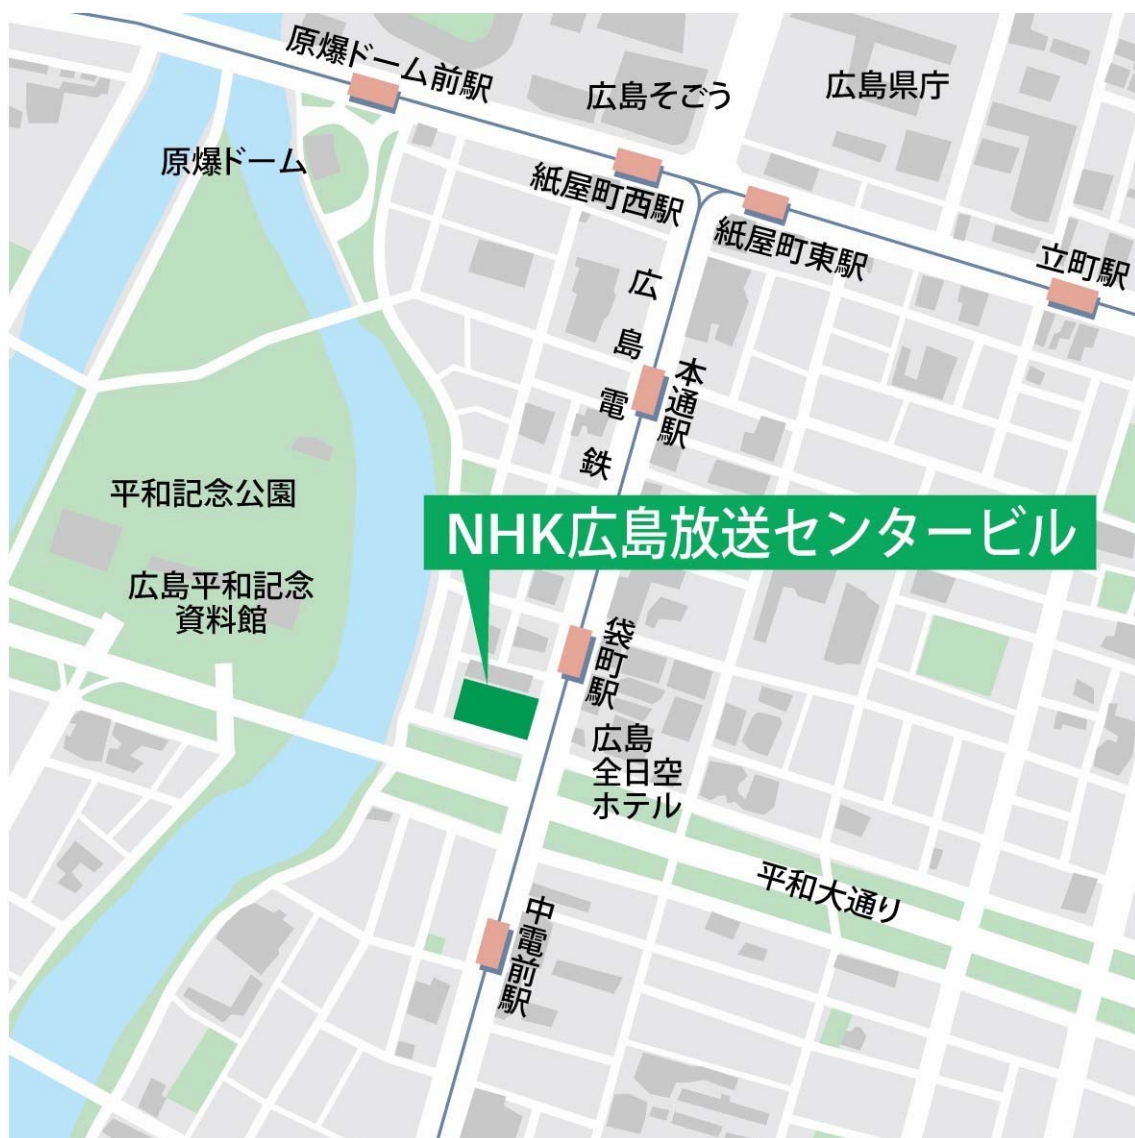 原爆ドーム前駅
広島そごう
広島県庁
原爆ドーム
紙屋町西駅
紙屋町東駅
立町駅
広島電鉄
本通駅
平和記念公園
NHK広島放送センタービル
広島平和記念
資料館
袋町駅
広島
全日空
ホテル
平和大通り
中電前駅